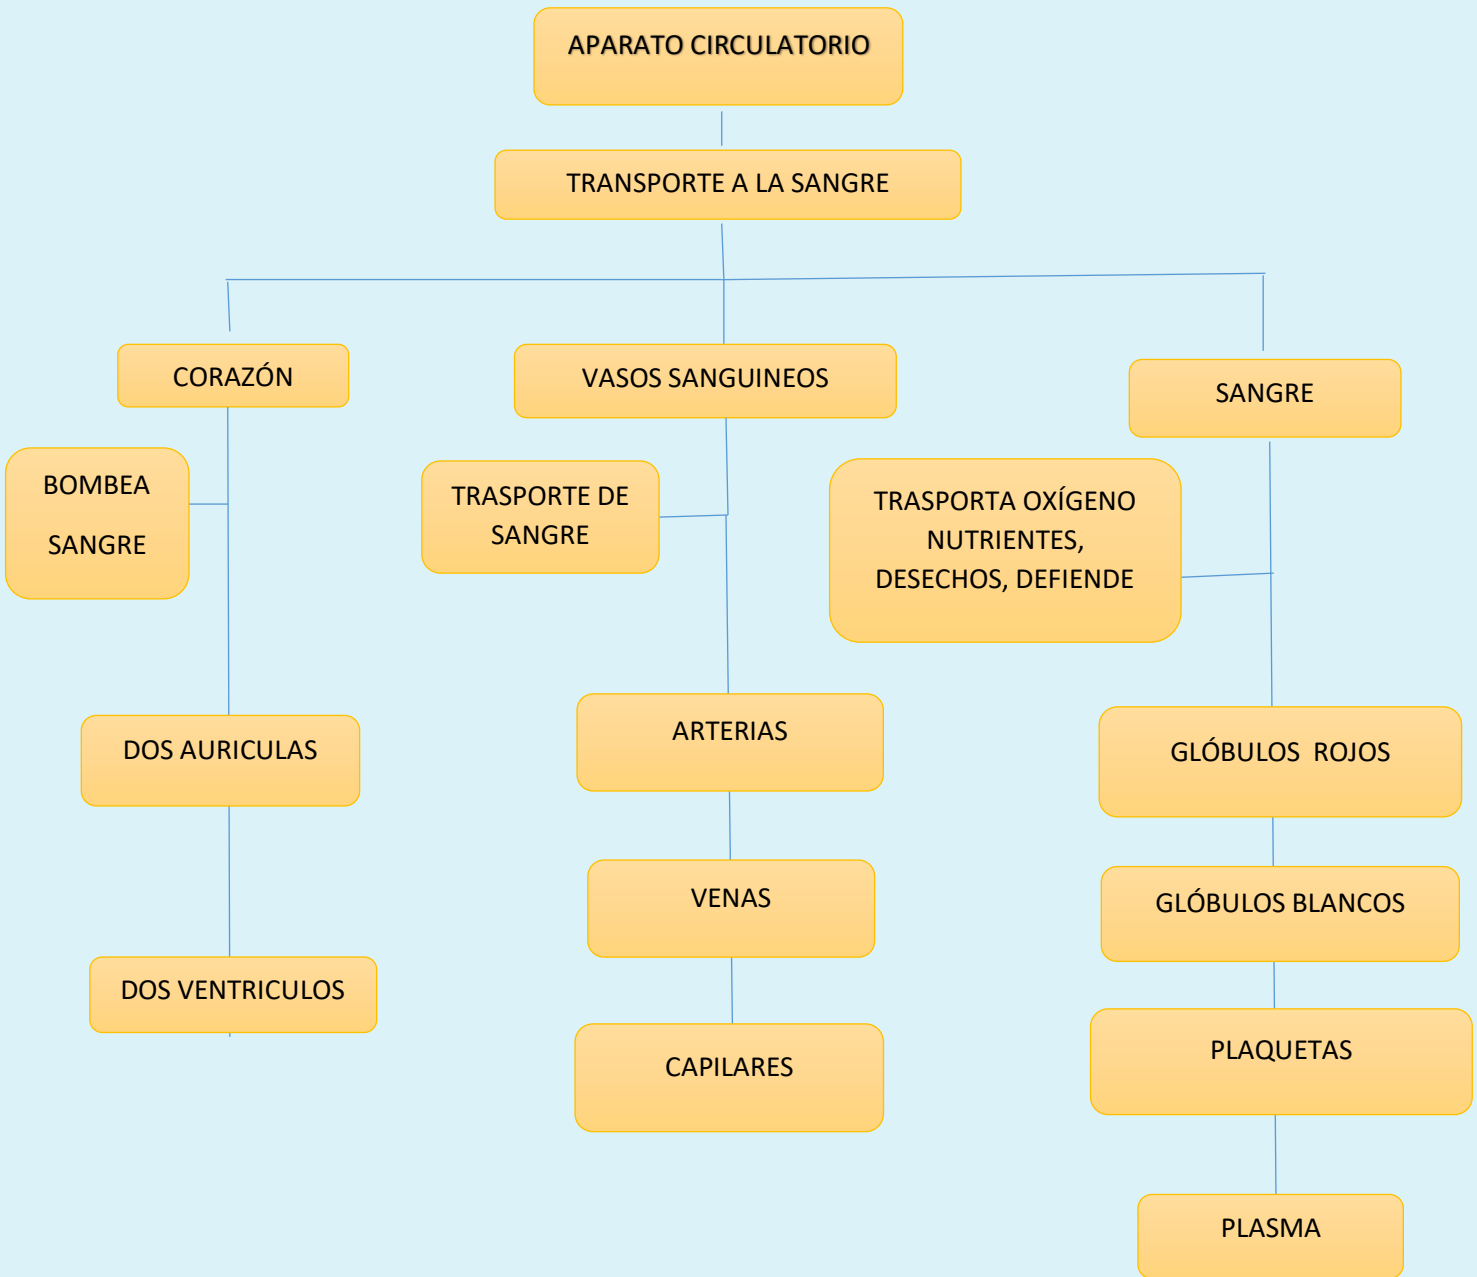 APARATO CIRCULATORIO
TRANSPORTE A LA SANGRE
CORAZÓN
BOMBEA
SANGRE
DOS AURICULAS
DOS VENTRICULOS
VASOS SANGUINEOS
TRASPORTE DE
SANGRE
ARTERIAS
VENAS
CAPILARES
SANGRE
TRASPORTA OXÍGENO
NUTRIENTES,
DESECHOS, DEFIENDE
GLÓBULOS ROJOS
GLÓBULOS BLANCOS
PLAQUETAS
PLASMA